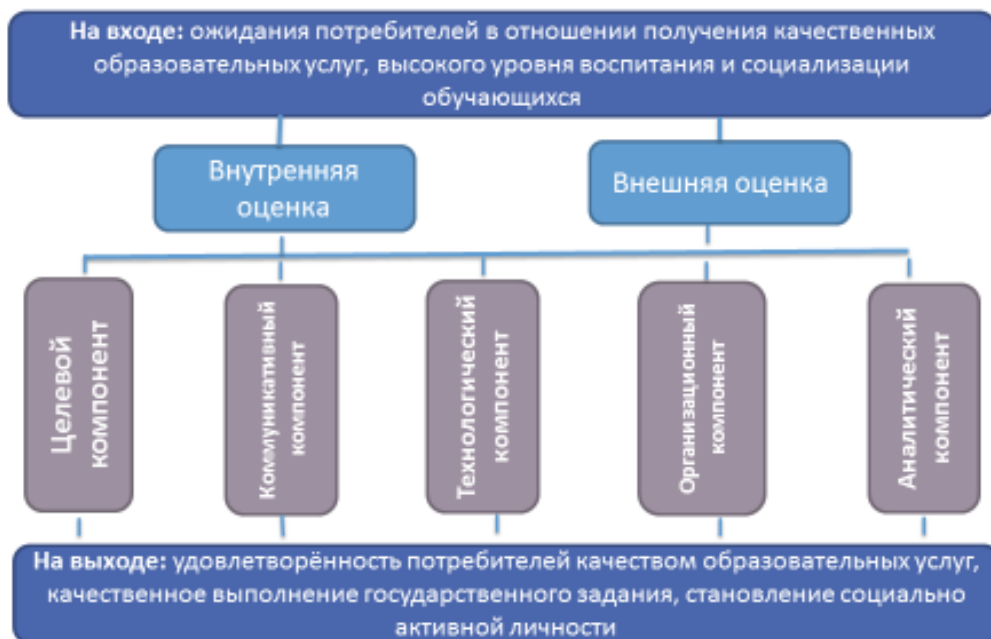 На входе: ожидания потребителей в отношении получения качественных
образовательных услуг, высокого уровня воспитания и социализации
обучающихся
Внутренняя
оценка
Внешняя оценка
Целевой
компонент
Коммуникативный
компонент
Технологический
компонент
Организационный
компонент
Аналитический
компонент
На выходе: удовлетворённость потребителей качеством образовательных услуг,
качественное выполнение государственного задания, становление социально
активной личности